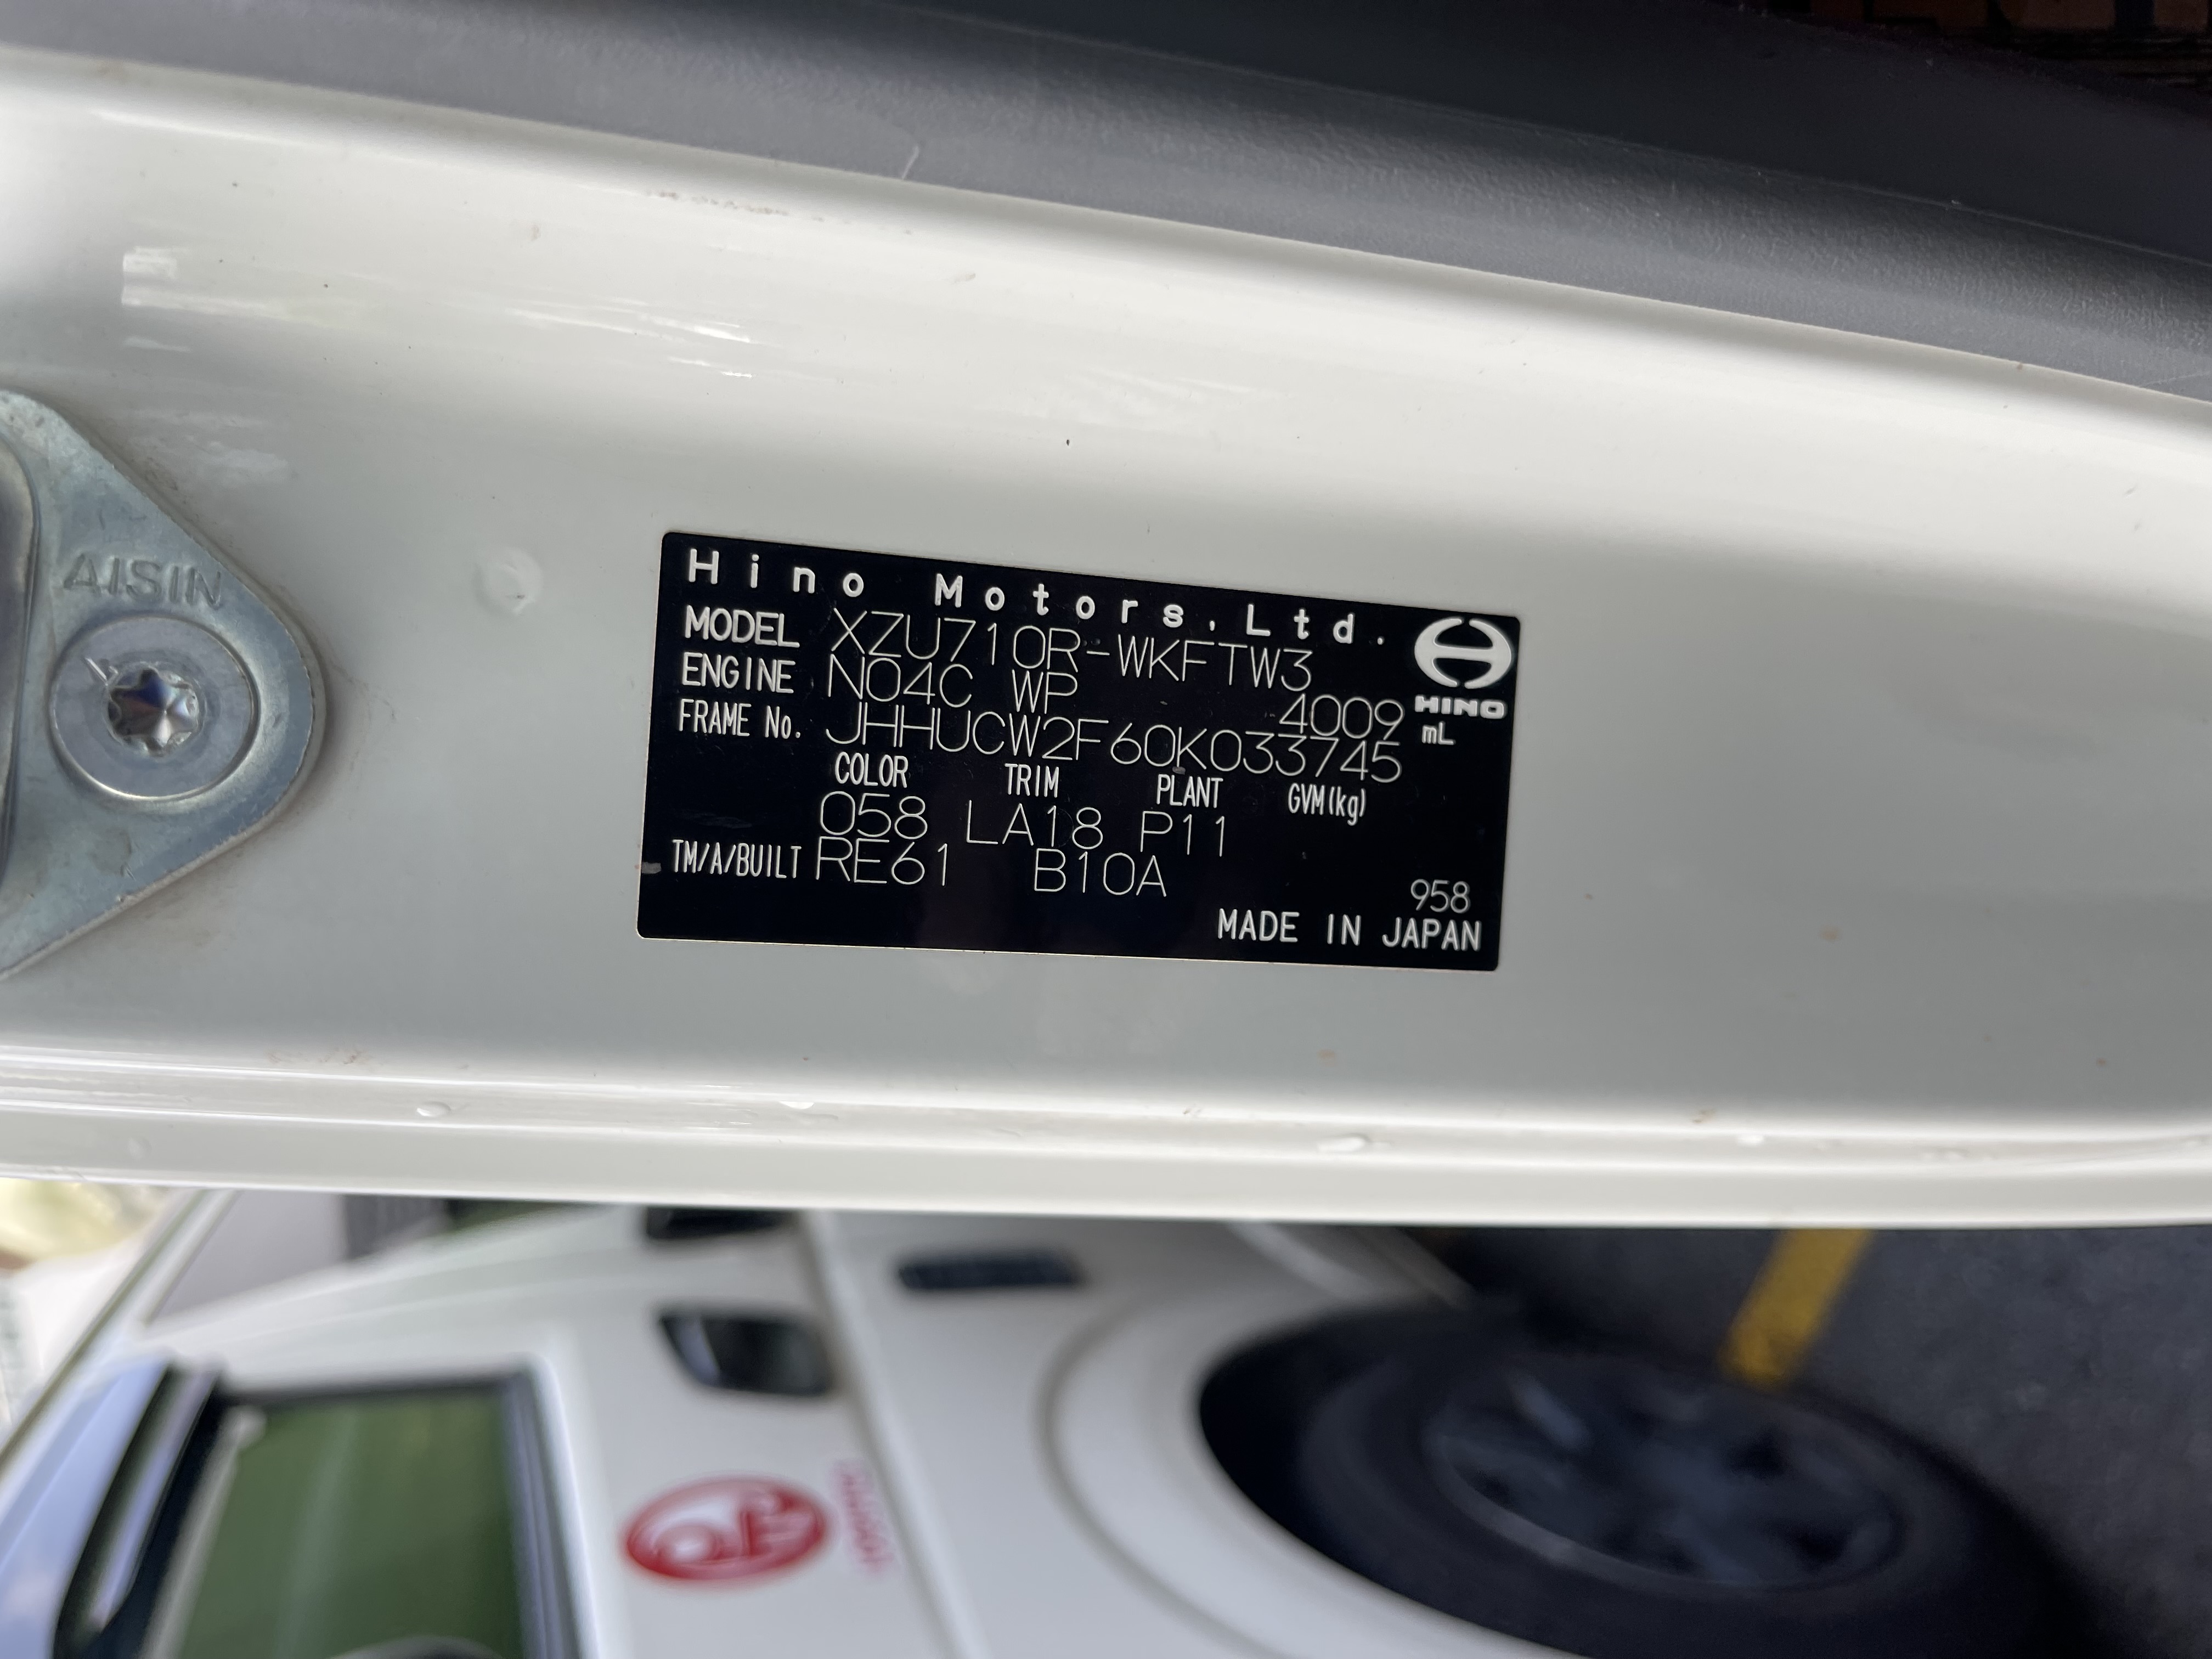 AISIN
Hino Motors,Ltd.
MODEL XZU710R-WKFTW3
ENGINE N04C WP 4009 mL
HINO
FRAME No. JHHUCW2F60K033745
COLOR TRIM PLANT GVM(kg)
058 LA18 P11
TM/A/BUILT RE61 B10A
958
MADE IN JAPAN